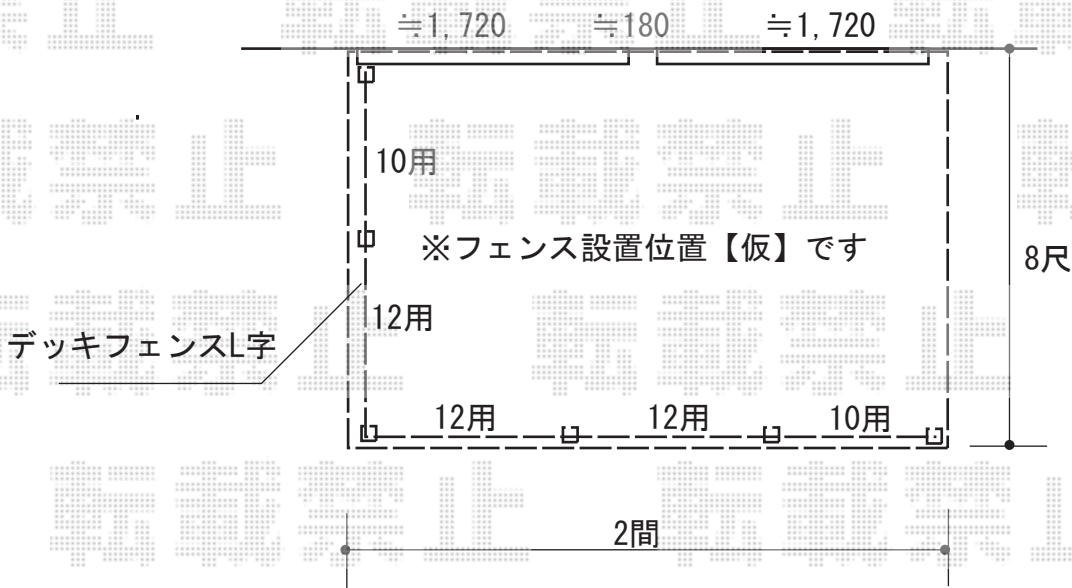 ≒1,720 ≒180 ≒1,720
10用
※フェンス設置位置【仮】です
8尺
12用
デッキフェンスL字
12用 12用 10用
2間
転載禁止